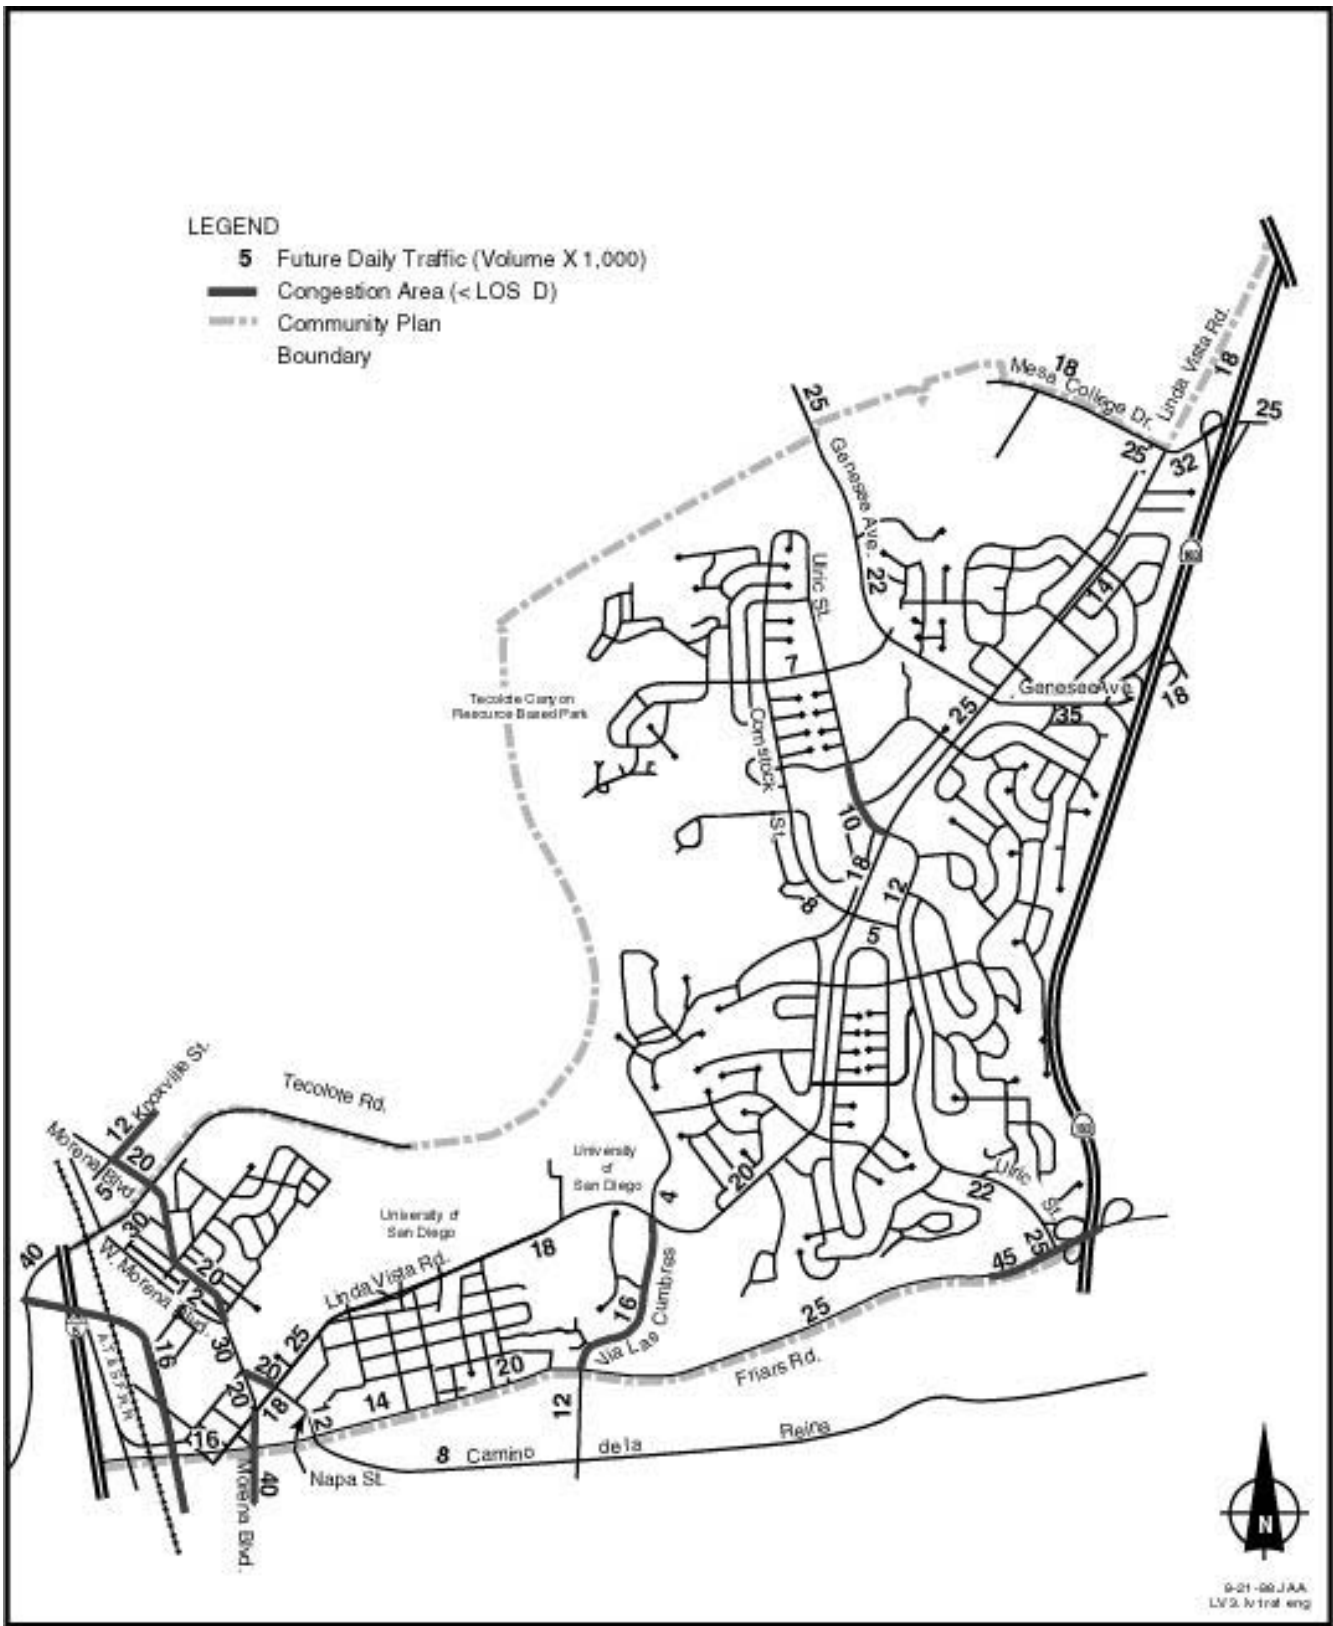 LEGEND
5 Future Daily Traffic (Volume X 1,000)
Congestion Area (< LOS D)
Community Plan
Boundary
18
Linda Vista Rd.
18
Mesa College Dr.
25
25
25
32
Genesee Ave.
22
Ulric St.
14
7
Genesee Ave.
18
35
25
Tecolote Canyon
Resource Based Park
Comstock
St.
10
18
12
8
5
Knoxville St.
12
Tecolote Rd.
Morena Blvd.
20
5
University
of
San Diego
4
20
22
Ulric St.
25
45
30
40
20
12
W. Morena Blvd.
University of
San Diego
18
Linda Vista Rd.
16
Via Las Cumbres
25
Friars Rd.
A.T.&S.F.R.R.
16
30
25
20
20
18
20
14
12
12
16
40
Morena Blvd.
Napa St.
8 Camino de la Reina
N